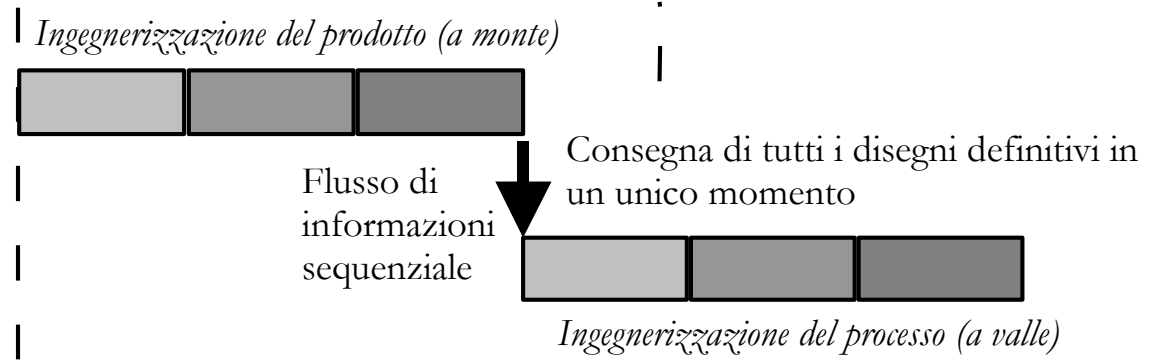 Ingegnerizzazione del prodotto (a monte)
Consegna di tutti i disegni definitivi in
un unico momento
Flusso di
informazioni
sequenziale
Ingegnerizzazione del processo (a valle)